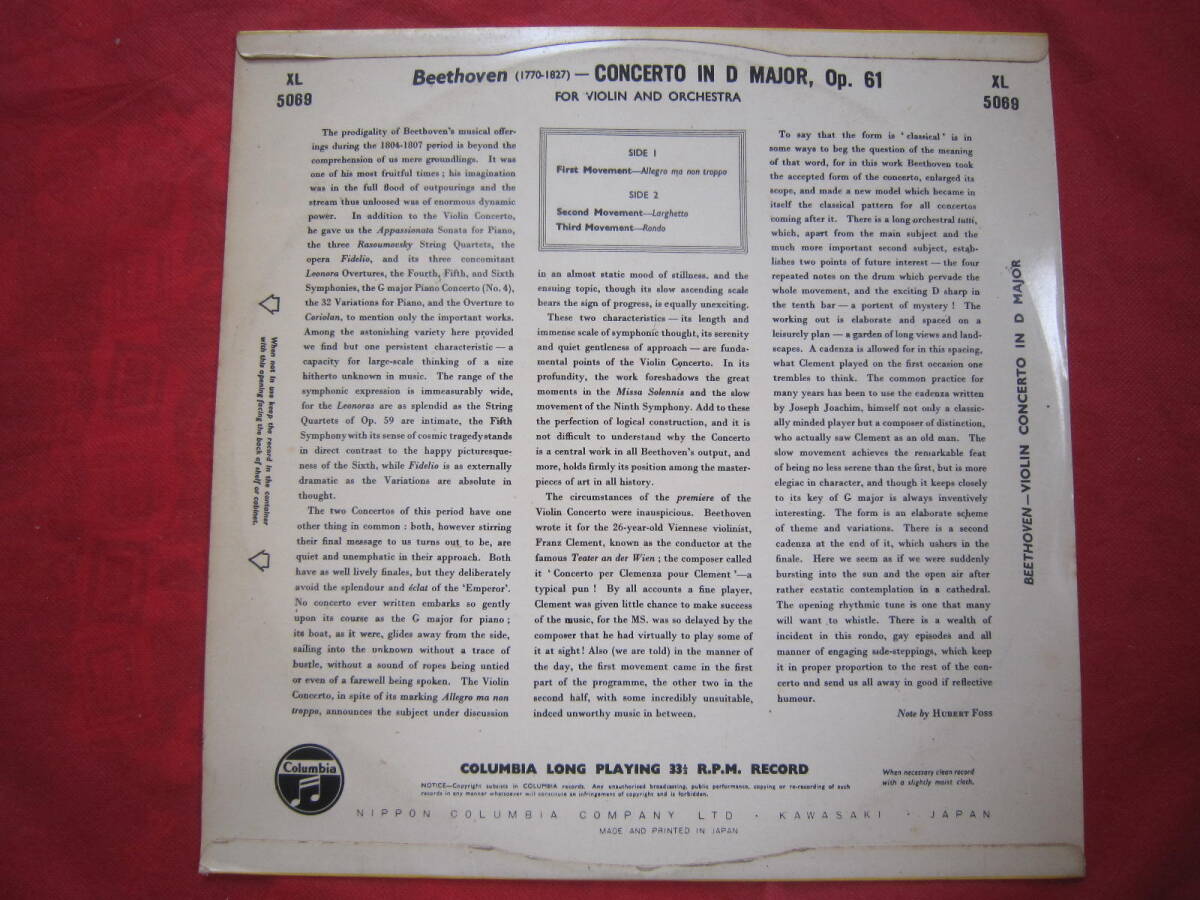 XL
5069
Beethoven (1770-1827) — CONCERTO IN D MAJOR, Op. 61
FOR VIOLIN AND ORCHESTRA
XL
5069
The prodigality of Beethoven's musical offer-
ings during the 1804-1807 period is beyond the
comprehension of us mere groundlings. It was
one of his most fruitful times ; his imagination
was in the full flood of outpourings and the
stream thus unloosed was of enormous dynamic
power. In addition to the Violin Concerto,
he gave us the Appassionata Sonata for Piano,
the three Rasoumovsky String Quartets, the
opera Fidelio, and its three concomitant
Leonora Overtures, the Fourth, Fifth, and Sixth
Symphonies, the G major Piano Concerto (No. 4),
the 32 Variations for Piano, and the Overture to
Coriolan, to mention only the important works.
Among the astonishing variety here provided
we find but one persistent characteristic — a
capacity for large-scale thinking of a size
hitherto unknown in music. The range of the
symphonic expression is immeasurably wide,
for the Leonoras are as splendid as the String
Quartets of Op. 59 are intimate, the Fifth
Symphony with its sense of cosmic tragedy stands
in direct contrast to the happy picturesque-
ness of the Sixth, while Fidelio is as externally
dramatic as the Variations are absolute in
thought.
The two Concertos of this period have one
other thing in common : both, however stirring
their final message to us turns out to be, are
quiet and unemphatic in their approach. Both
have as well lively finales, but they deliberately
avoid the splendour and éclat of the 'Emperor'.
No concerto ever written embarks so gently
upon its course as the G major for piano ;
its boat, as it were, glides away from the side,
sailing into the unknown without a trace of
bustle, without a sound of ropes being untied
or even of a farewell being spoken. The Violin
Concerto, in spite of its marking Allegro ma non
troppo, announces the subject under discussion
SIDE 1
First Movement—Allegro ma non troppo
SIDE 2
Second Movement—Larghetto
Third Movement—Rondo
in an almost static mood of stillness, and the
ensuing topic, though its slow ascending scale
bears the sign of progress, is equally unexciting.
These two characteristics — its length and
immense scale of symphonic thought, its serenity
and quiet gentleness of approach — are funda-
mental points of the Violin Concerto. In its
profundity, the work foreshadows the great
moments in the Missa Solennis and the slow
movement of the Ninth Symphony. Add to these
the perfection of logical construction, and it is
not difficult to understand why the Concerto
is a central work in all Beethoven's output, and
more, holds firmly its position among the master-
pieces of art in all history.
The circumstances of the premiere of the
Violin Concerto were inauspicious. Beethoven
wrote it for the 26-year-old Viennese violinist,
Franz Clement, known as the conductor at the
famous Teater an der Wien ; the composer called
it 'Concerto per Clemenza pour Clement'—a
typical pun ! By all accounts a fine player,
Clement was given little chance to make success
of the music, for the MS. was so delayed by the
composer that he had virtually to play some of
it at sight! Also (we are told) in the manner of
the day, the first movement came in the first
part of the programme, the other two in the
second half, with some incredibly unsuitable,
indeed unworthy music in between.
To say that the form is 'classical' is in
some ways to beg the question of the meaning
of that word, for in this work Beethoven took
the accepted form of the concerto, enlarged its
scope, and made a new model which became in
itself the classical pattern for all concertos
coming after it. There is a long orchestral tutti,
which, apart from the main subject and the
much more important second subject, estab-
lishes two points of future interest — the four
repeated notes on the drum which pervade the
whole movement, and the exciting D sharp in
the tenth bar — a portent of mystery ! The
working out is elaborate and spaced on a
leisurely plan — a garden of long views and land-
scapes. A cadenza is allowed for in this spacing,
what Clement played on the first occasion one
trembles to think. The common practice for
many years has been to use the cadenza written
by Joseph Joachim, himself not only a classic-
ally minded player but a composer of distinction,
who actually saw Clement as an old man. The
slow movement achieves the remarkable feat
of being no less serene than the first, but is more
elegiac in character, and though it keeps closely
to its key of G major is always inventively
interesting. The form is an elaborate scheme
of theme and variations. There is a second
cadenza at the end of it, which ushers in the
finale. Here we seem as if we were suddenly
bursting into the sun and the open air after
rather ecstatic contemplation in a cathedral.
The opening rhythmic tune is one that many
will want to whistle. There is a wealth of
incident in this rondo, gay episodes and all
manner of engaging side-steppings, which keep
it in proper proportion to the rest of the con-
certo and send us all away in good if reflective
humour.
Note by HUBERT FOSS
When not in use keep the record in the container
with this opening facing the back of shelf or cabinet.
BEETHOVEN—VIOLIN CONCERTO IN D MAJOR
Columbia
COLUMBIA LONG PLAYING 33⅓ R.P.M. RECORD
NOTICE—Copyright subsists in COLUMBIA records. Any unauthorised broadcasting, public performance, copying or re-recording of such
records in any manner whatsoever will constitute an infringement of copyright and is forbidden.
When necessary clean record
with a slightly moist cloth.
NIPPON COLUMBIA COMPANY LTD · KAWASAKI · JAPAN
MADE AND PRINTED IN JAPAN